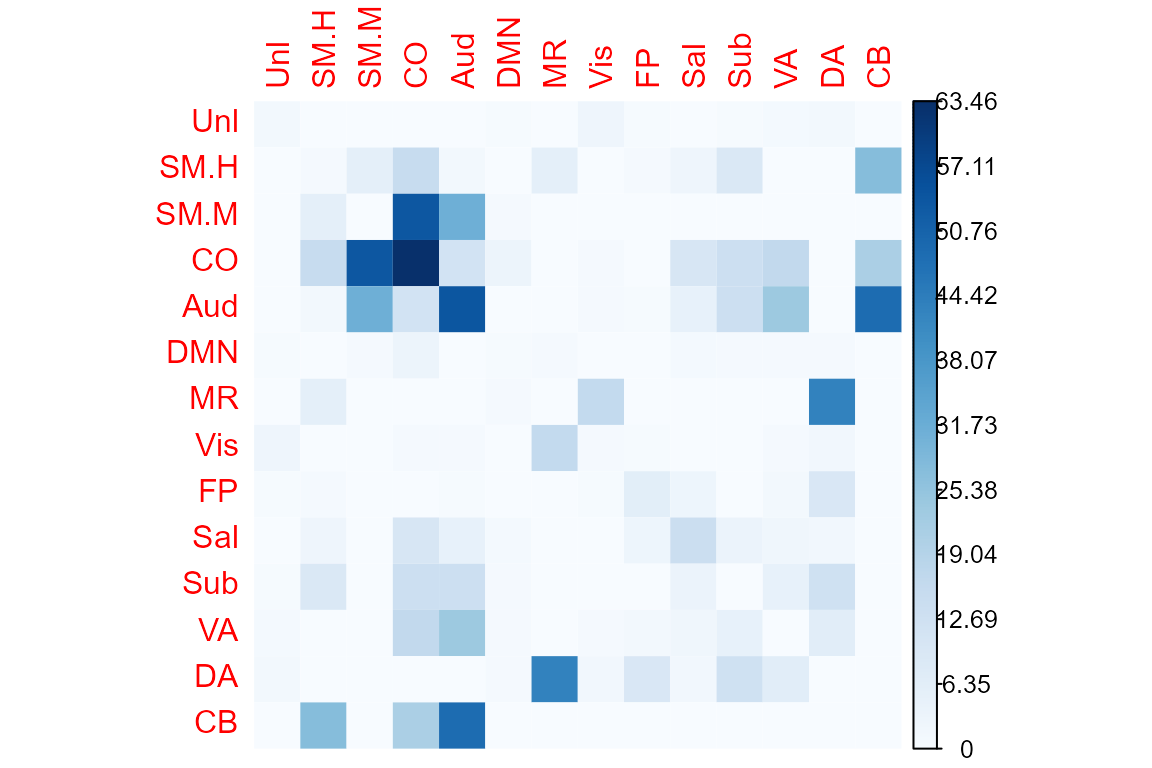 UnI SM.H SM.M CO Aud DMN MR Vis FP Sal Sub VA DA CB
UnI
SM.H
SM.M
CO
Aud
DMN
MR
Vis
FP
Sal
Sub
VA
DA
CB
63.46
57.11
50.76
44.42
38.07
31.73
25.38
19.04
12.69
6.35
0